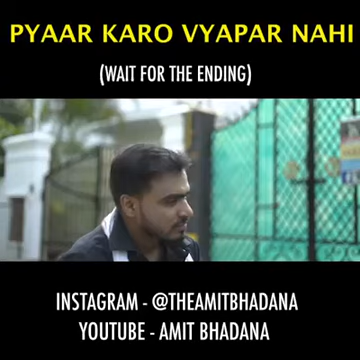 PYAAR KARO VYAPAR NAHI
(WAIT FOR THE ENDING)
INSTAGRAM - @THEAMITBHADANA
YOUTUBE - AMIT BHADANA